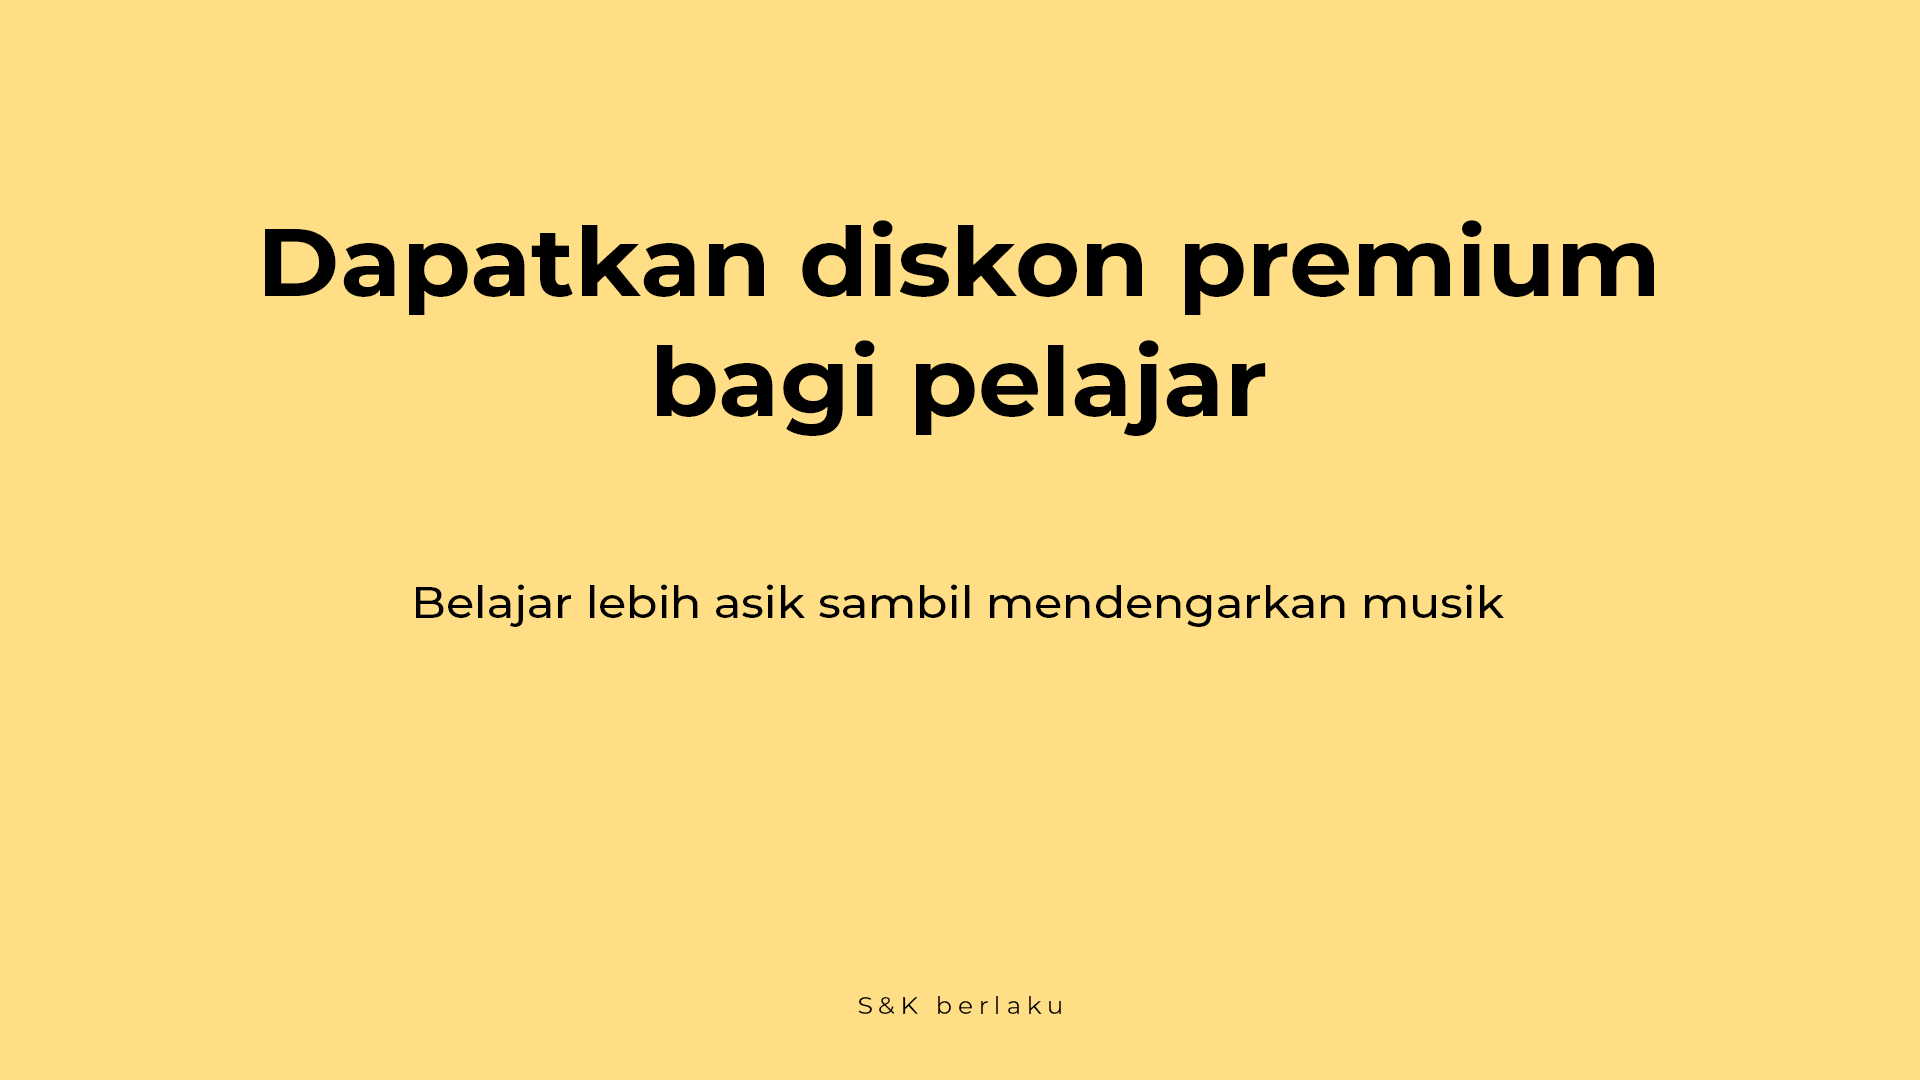 Dapatkan diskon premium
bagi pelajar
Belajar lebih asik sambil mendengarkan musik
S&K berlaku